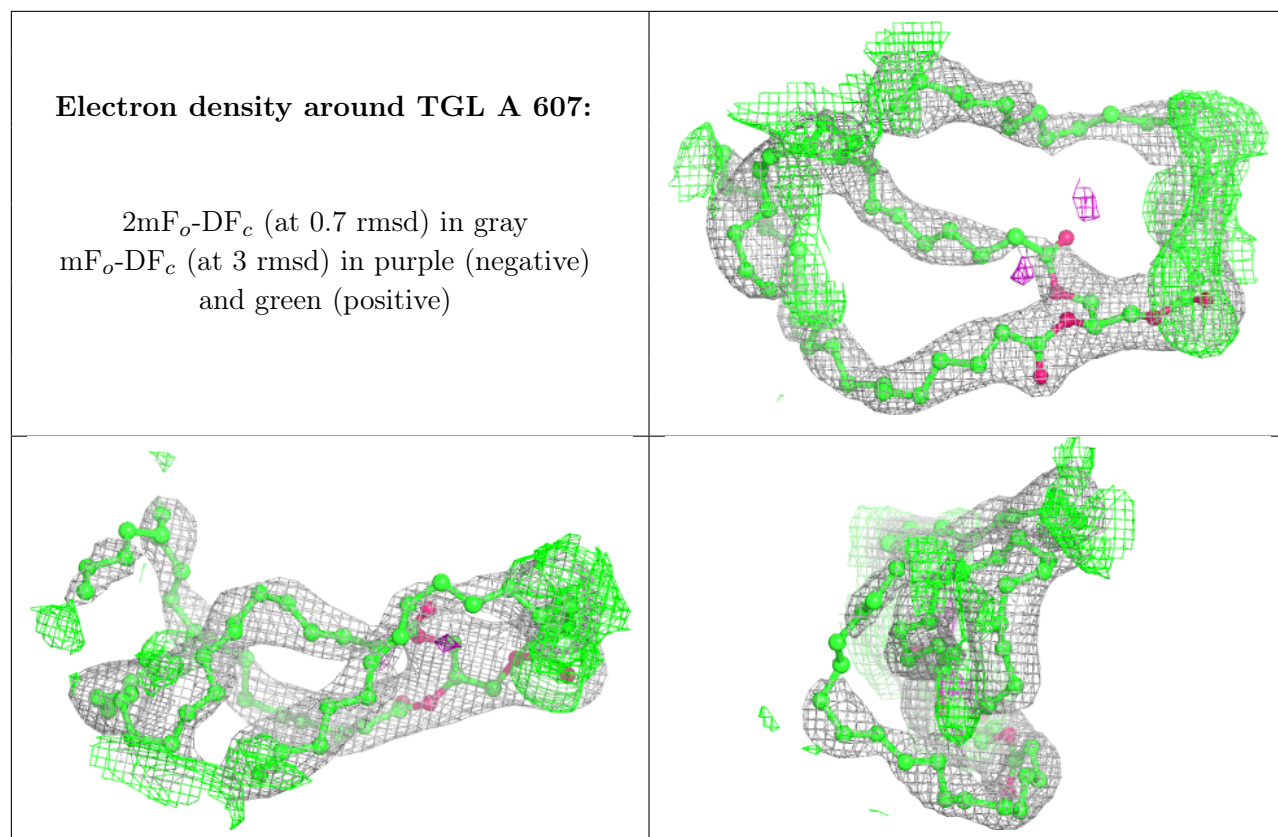 Electron density around TGL A 607:
2mFo-DFc (at 0.7 rmsd) in gray
mFo-DFc (at 3 rmsd) in purple (negative)
and green (positive)